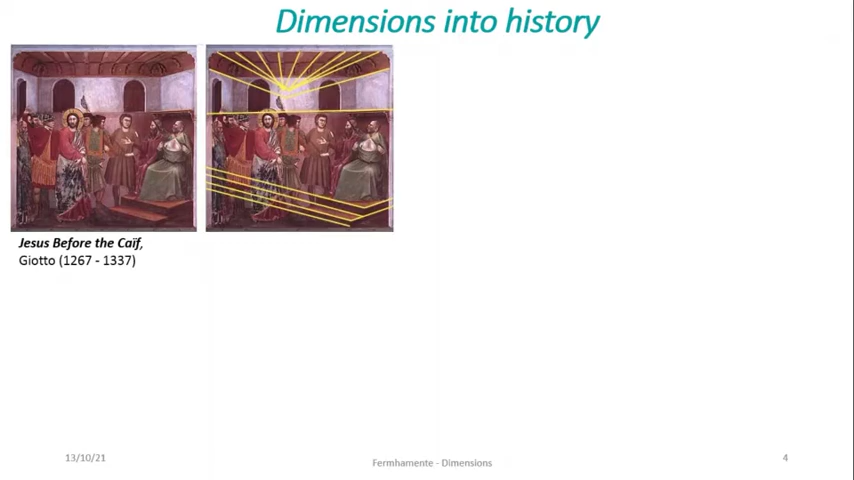 Dimensions into history
Jesus Before the Caïf,
Giotto (1267 - 1337)
13/10/21
Fermhamente - Dimensions
4